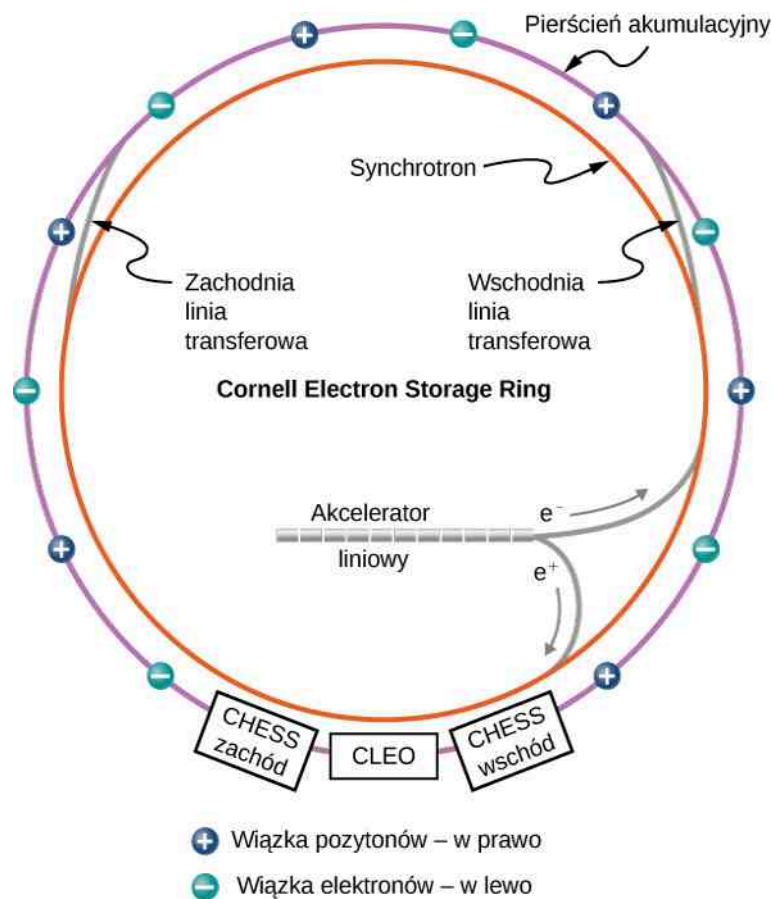 Pierścień akumulacyjny
Synchrotron
Zachodnia
linia
transferowa
Wschodnia
linia
transferowa
Cornell Electron Storage Ring
Akcelerator
liniowy
e⁻
e⁺
CHESS
zachód
CLEO
CHESS
wschód
Wiązka pozytonów – w prawo
Wiązka elektronów – w lewo